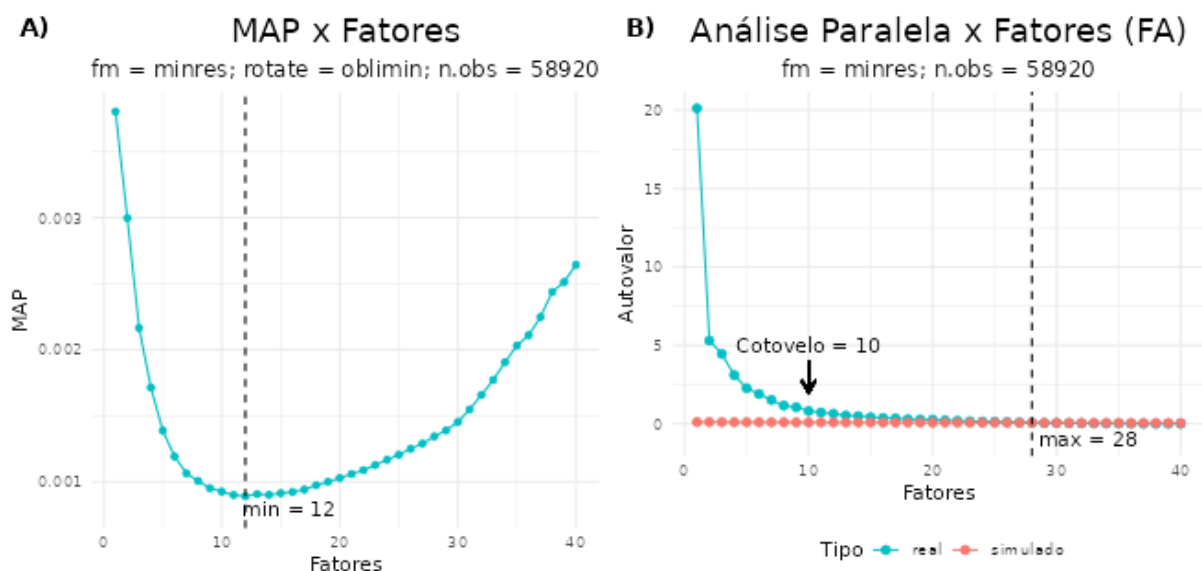 A)
MAP x Fatores
fm = minres; rotate = oblimin; n.obs = 58920
MAP
0.003
0.002
0.001
min = 12
0
10
20
30
40
Fatores
B)
Análise Paralela x Fatores (FA)
fm = minres; n.obs = 58920
Autovalor
20
15
10
5
0
Cotovelo = 10
max = 28
0
10
20
30
40
Fatores
Tipo
real
simulado